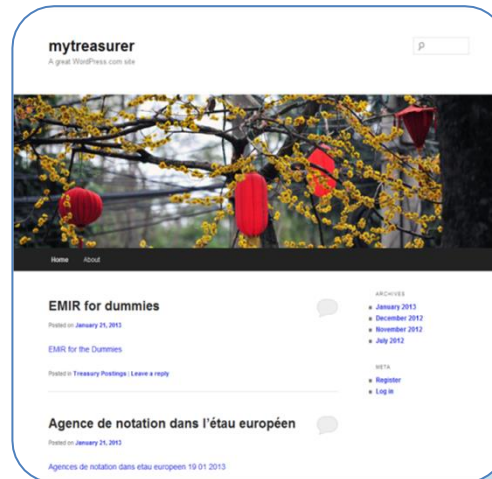 mytreasurer
A great WordPress.com site
Home About
EMIR for dummies
Posted on January 21, 2013
EMIR for the Dummies
Posted in Treasury Postings | Leave a reply
Agence de notation dans l'étau européen
Posted on January 21, 2013
Agences de notation dans etau europeen 19 01 2013
ARCHIVES
January 2013
December 2012
November 2012
July 2012
META
Register
Log in